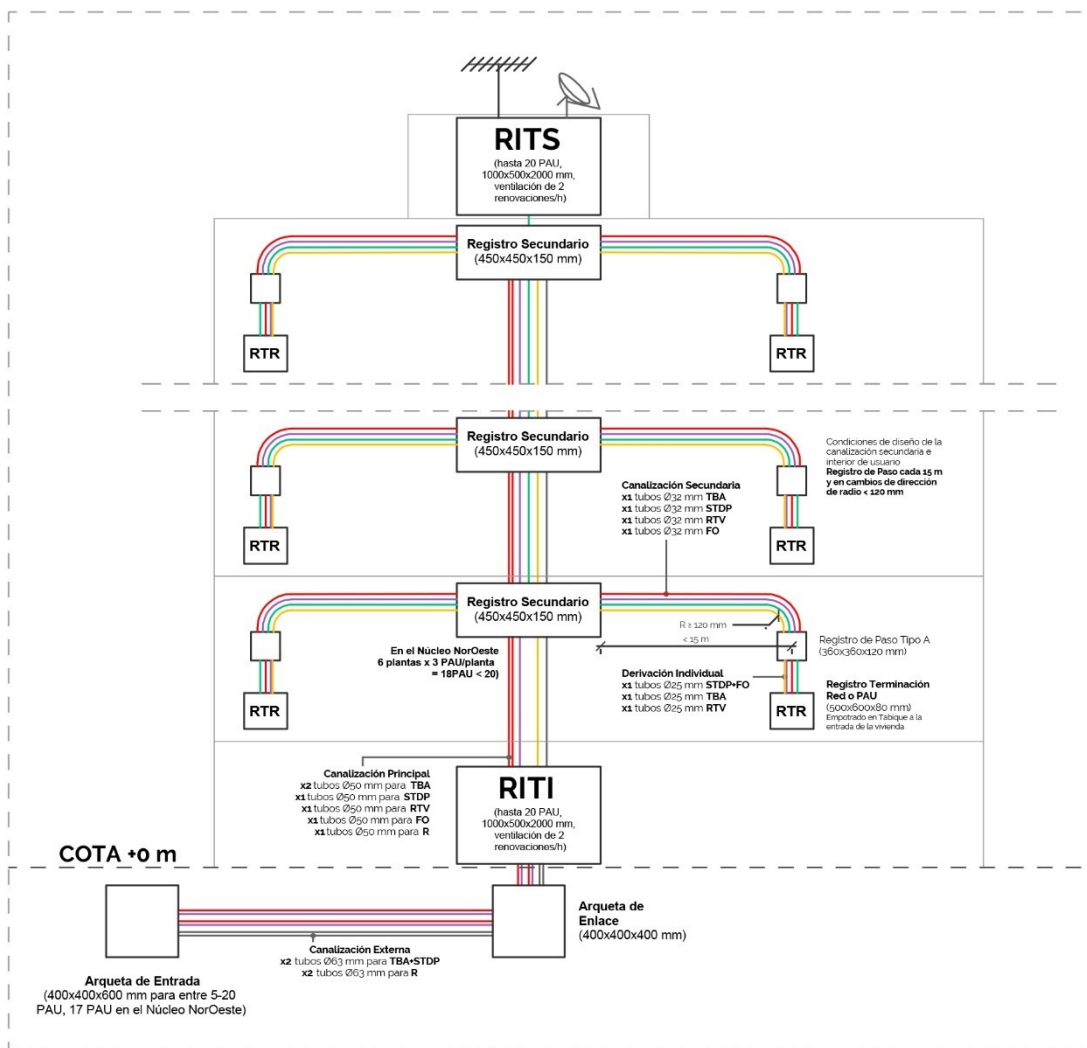 RITS
(hasta 20 PAU,
1000x500x2000 mm,
ventilación de 2
renovaciones/h)
Registro Secundario
(450x450x150 mm)
RTR
RTR
Registro Secundario
(450x450x150 mm)
Condiciones de diseño de la
canalización secundaria e
interior de usuario
Registro de Paso cada 15 m
y en cambios de dirección
de radio < 120 mm
Canalización Secundaria
x1 tubos Ø32 mm TBA
x1 tubos Ø32 mm STDP
x1 tubos Ø32 mm RTV
x1 tubos Ø32 mm FO
RTR
RTR
Registro Secundario
(450x450x150 mm)
R ≥ 120 mm
< 15 m
Registro de Paso Tipo A
(360x360x120 mm)
En el Núcleo NorOeste
6 plantas x 3 PAU/planta
= 18PAU < 20)
Derivación Individual
x1 tubos Ø25 mm STDP+FO
x1 tubos Ø25 mm TBA
x1 tubos Ø25 mm RTV
Registro Terminación
Red o PAU
(500x600x80 mm)
Empotrado en Tabique a la
entrada de la vivienda
RTR
RTR
Canalización Principal
x2 tubos Ø50 mm para TBA
x1 tubos Ø50 mm para STDP
x1 tubos Ø50 mm para RTV
x1 tubos Ø50 mm para FO
x1 tubos Ø50 mm para R
RITI
(hasta 20 PAU,
1000x500x2000 mm,
ventilación de 2
renovaciones/h)
COTA +0 m
Arqueta de
Enlace
(400x400x400 mm)
Canalización Externa
x2 tubos Ø63 mm para TBA+STDP
x2 tubos Ø63 mm para R
Arqueta de Entrada
(400x400x600 mm para entre 5-20
PAU, 17 PAU en el Núcleo NorOeste)